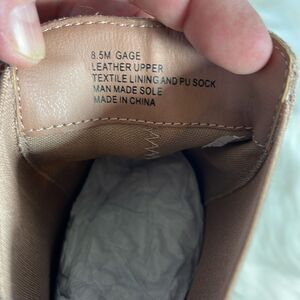 8.5M GAGE
LEATHER UPPER
TEXTILE LINING AND PU SOCK
MAN MADE SOLE
MADE IN CHINA